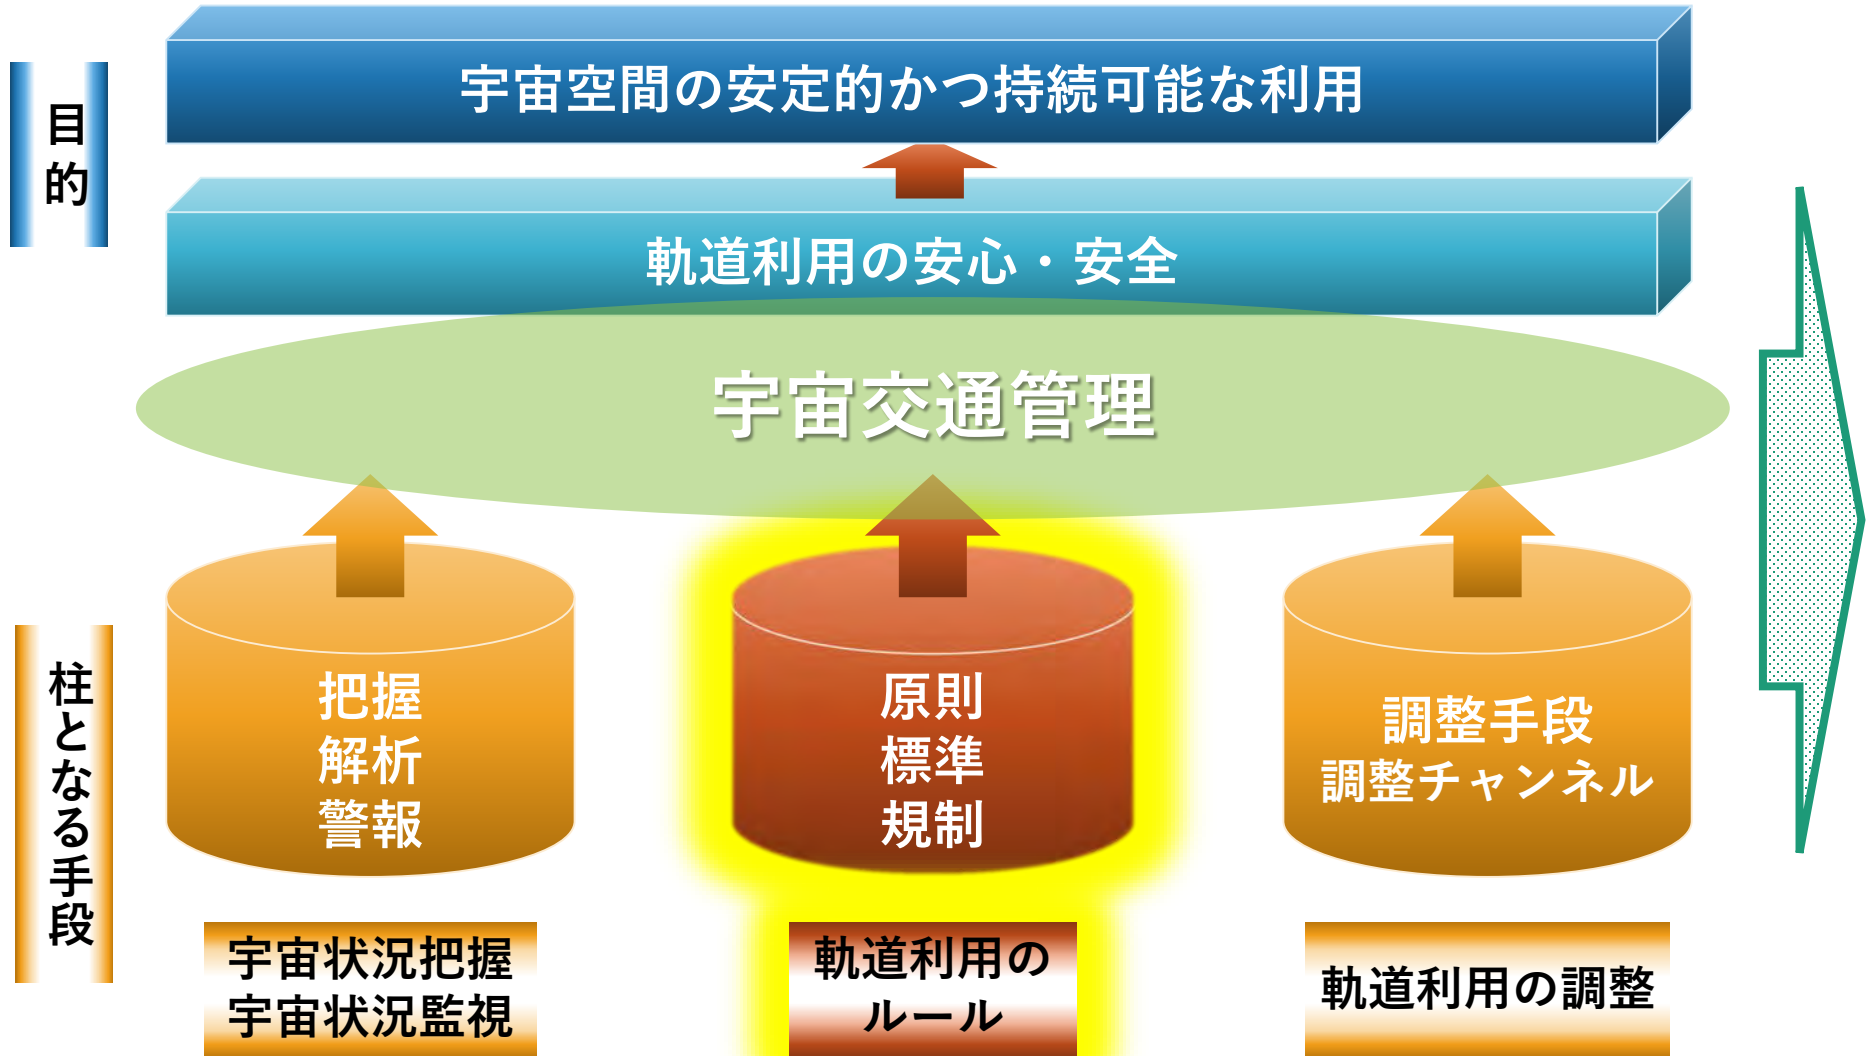 目的
宇宙空間の安定的かつ持続可能な利用
軌道利用の安心・安全
宇宙交通管理
柱となる手段
把握
解析
警報
原則
標準
規制
調整手段
調整チャンネル
宇宙状況把握
宇宙状況監視
軌道利用の
ルール
軌道利用の調整